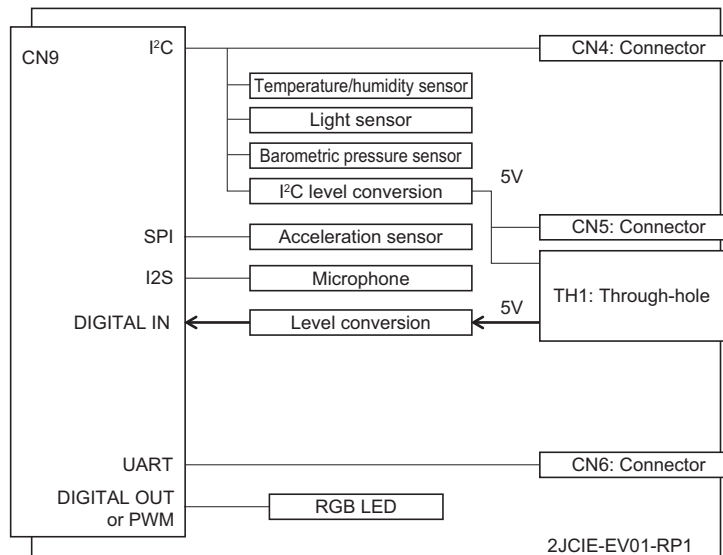 CN9
I²C
CN4: Connector
Temperature/humidity sensor
Light sensor
Barometric pressure sensor
I²C level conversion
5V
CN5: Connector
SPI
Acceleration sensor
I2S
Microphone
TH1: Through-hole
DIGITAL IN
Level conversion
5V
UART
CN6: Connector
DIGITAL OUT
or PWM
RGB LED
2JCIE-EV01-RP1